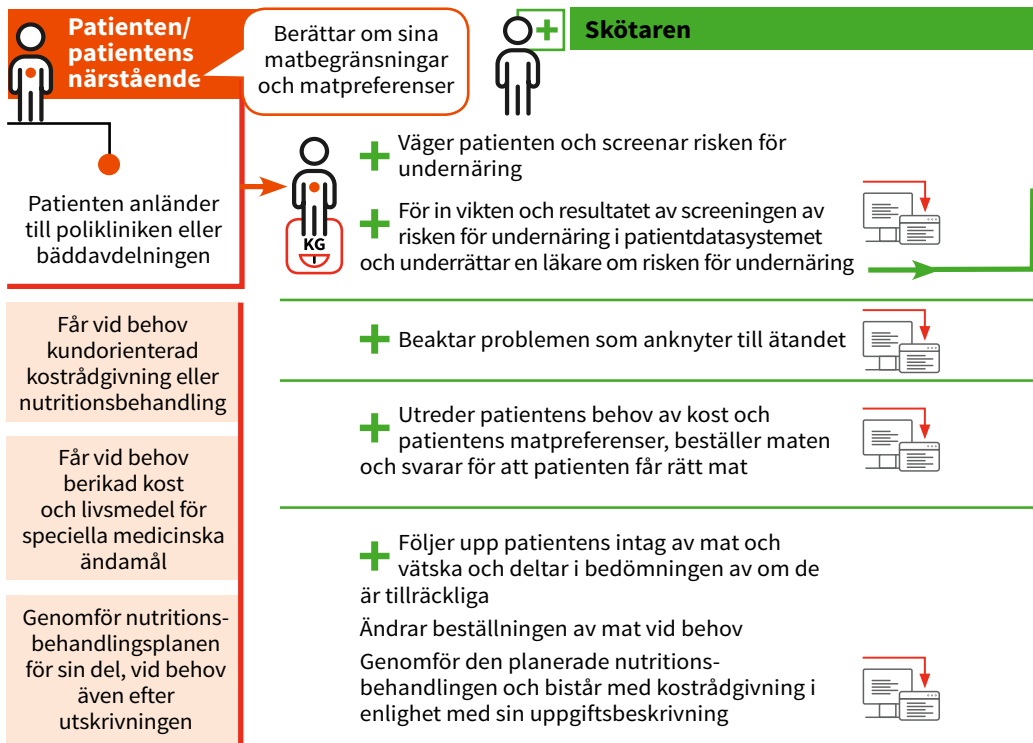 Patienten/
patientens
närstående
Berättar om sina
matbegränsningar
och matpreferenser
Skötaren
Patienten anländer
till polikliniken eller
bäddavdelningen
KG
Väger patienten och screenar risken för
undernäring
För in vikten och resultatet av screeningen av
risken för undernäring i patientdatasystemet
och underrättar en läkare om risken för undernäring
Får vid behov
kundorienterad
kostrådgivning eller
nutritionsbehandling
Beaktar problemen som anknyter till ätandet
Får vid behov
berikad kost
och livsmedel för
speciella medicinska
ändamål
Utreder patientens behov av kost och
patientens matpreferenser, beställer maten
och svarar för att patienten får rätt mat
Genomför nutritions-
behandlingsplanen
för sin del, vid behov
även efter
utskrivningen
Följer upp patientens intag av mat och
vätska och deltar i bedömningen av om de
är tillräckliga
Ändrar beställningen av mat vid behov
Genomför den planerade nutritions-
behandlingen och bistår med kostrådgivning i
enlighet med sin uppgiftsbeskrivning